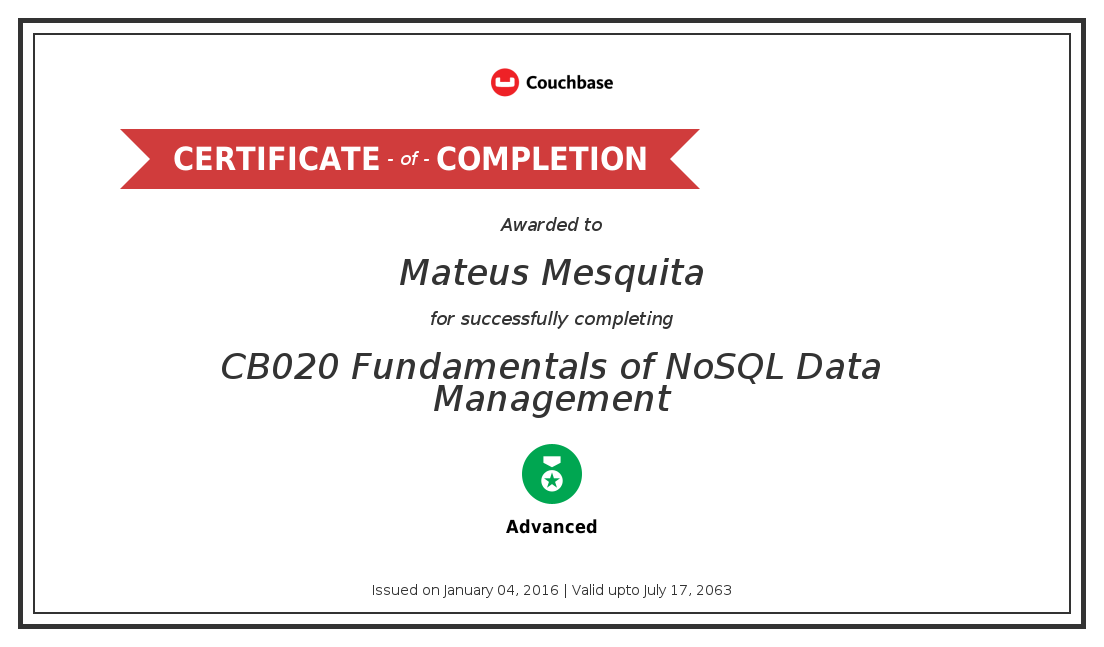 Couchbase
CERTIFICATE - of - COMPLETION
Awarded to
Mateus Mesquita
for successfully completing
CB020 Fundamentals of NoSQL Data
Management
Advanced
Issued on January 04, 2016 | Valid upto July 17, 2063